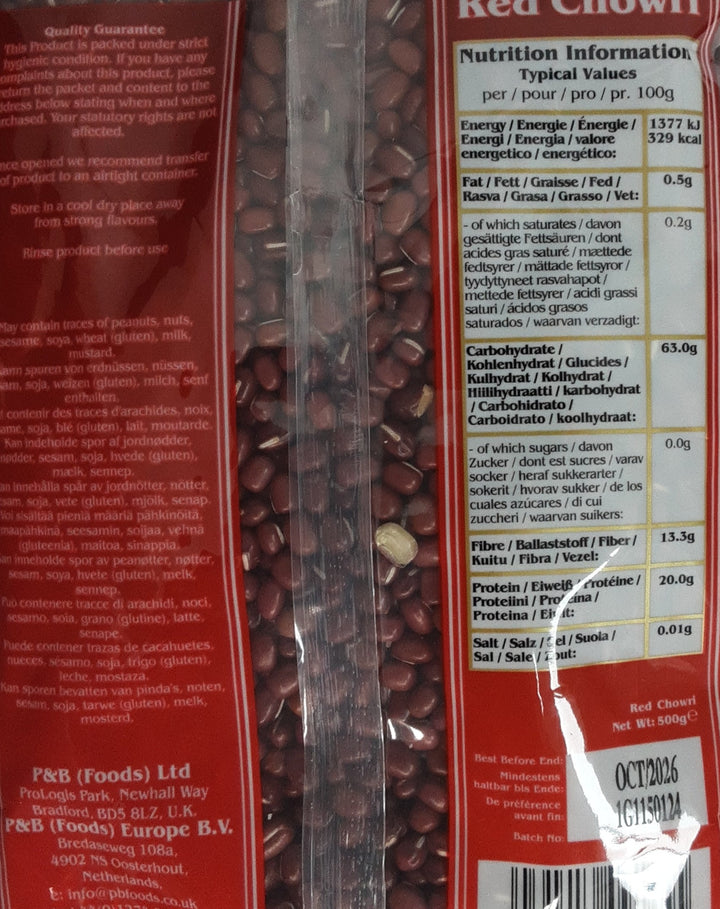 Quality Guarantee
This Product is packed under strict
hygienic condition. If you have any
complaints about this product, please
return the packet and content to the
address below stating when and where
purchased. Your statutory rights are not
affected.
once opened we recommend transfer
of product to an airtight container.
Store in a cool dry place away
from strong flavours.
Rinse product before use
May contain traces of peanuts, nuts,
sesame, soya, wheat (gluten), milk,
mustard.
kann spuren von erdnüssen, nüssen,
sesam, soja, weizen (gluten), milch, senf
enthalten.
contenir des traces d'arachides, noix,
soja, blé (gluten), lait, moutarde.
Kan indeholde spor af jordnødder,
nødder, sesam, soja, hvede (gluten),
mælk, sennep.
kan innehålla spår av jordnötter, nötter,
sesam, soja, vete (gluten), mjölk, senap.
Voi sisältää pieniä määriä pähkinöitä,
maapähkinä, seesamin, soijaa, vehnä
(gluteenia), maitoa, sinappia.
kan inneholde spor av peanøtter, nøtter,
sesam, soya, hvete (gluten), melk,
sennep.
Può contenere tracce di arachidi, noci,
sesamo, soia, grano (glutine), latte,
senape.
Puede contener trazas de cacahuetes,
nueces, sésamo, soja, trigo (gluten),
leche, mostaza.
Kan sporen bevatten van pinda's, noten,
sesam, soja, tarwe (gluten), melk,
mosterd.
P&B (Foods) Ltd
ProLogis Park, Newhall Way
Bradford, BD5 8LZ, U.K.
P&B (Foods) Europe B.V.
Bredaseweg 108a,
4902 NS Oosterhout,
Netherlands.
E: info@pbfoods.co.uk
Red Chowri
Nutrition Information
Typical Values
per / pour / pro / pr. 100g
Energy / Energie / Énergie / 1377 kJ
Energi / Energia / valore 329 kcal
energetico / energético:
Fat / Fett / Graisse / Fed / 0.5g
Rasva / Grasa / Grasso / Vet:
- of which saturates / davon 0.2g
gesättigte Fettsäuren / dont
acides gras saturé / mættede
fedtsyrer / mättade fettsyror /
tyydyttyneet rasvahapot /
mettede fettsyrer / acidi grassi
saturi / ácidos grasos
saturados / waarvan verzadigt:
Carbohydrate / 63.0g
Kohlenhydrat / Glucides /
Kulhydrat / Kolhydrat /
Hiilihydraatti / karbohydrat
/ Carbohidrato /
Carboidrato / koolhydraat:
- of which sugars / davon 0.0g
Zucker / dont est sucres / varav
socker / heraf sukkerarter /
sokerit / hvorav sukker / de los
cuales azúcares / di cui
zuccheri / waarvan suikers:
Fibre / Ballaststoff / Fiber / 13.3g
Kuitu / Fibra / Vezel:
Protein / Eiweiß / Protéine / 20.0g
Proteiini / Proteína /
Proteina / Eiwit:
Salt / Salz / Sel / Suola / 0.01g
Sal / Sale / Zout:
Red Chowri
Net Wt: 500g e
Best Before End:
Mindestens
haltbar bis Ende:
De préférence
avant fin:
OCT/2026
1G1150124
Batch No: